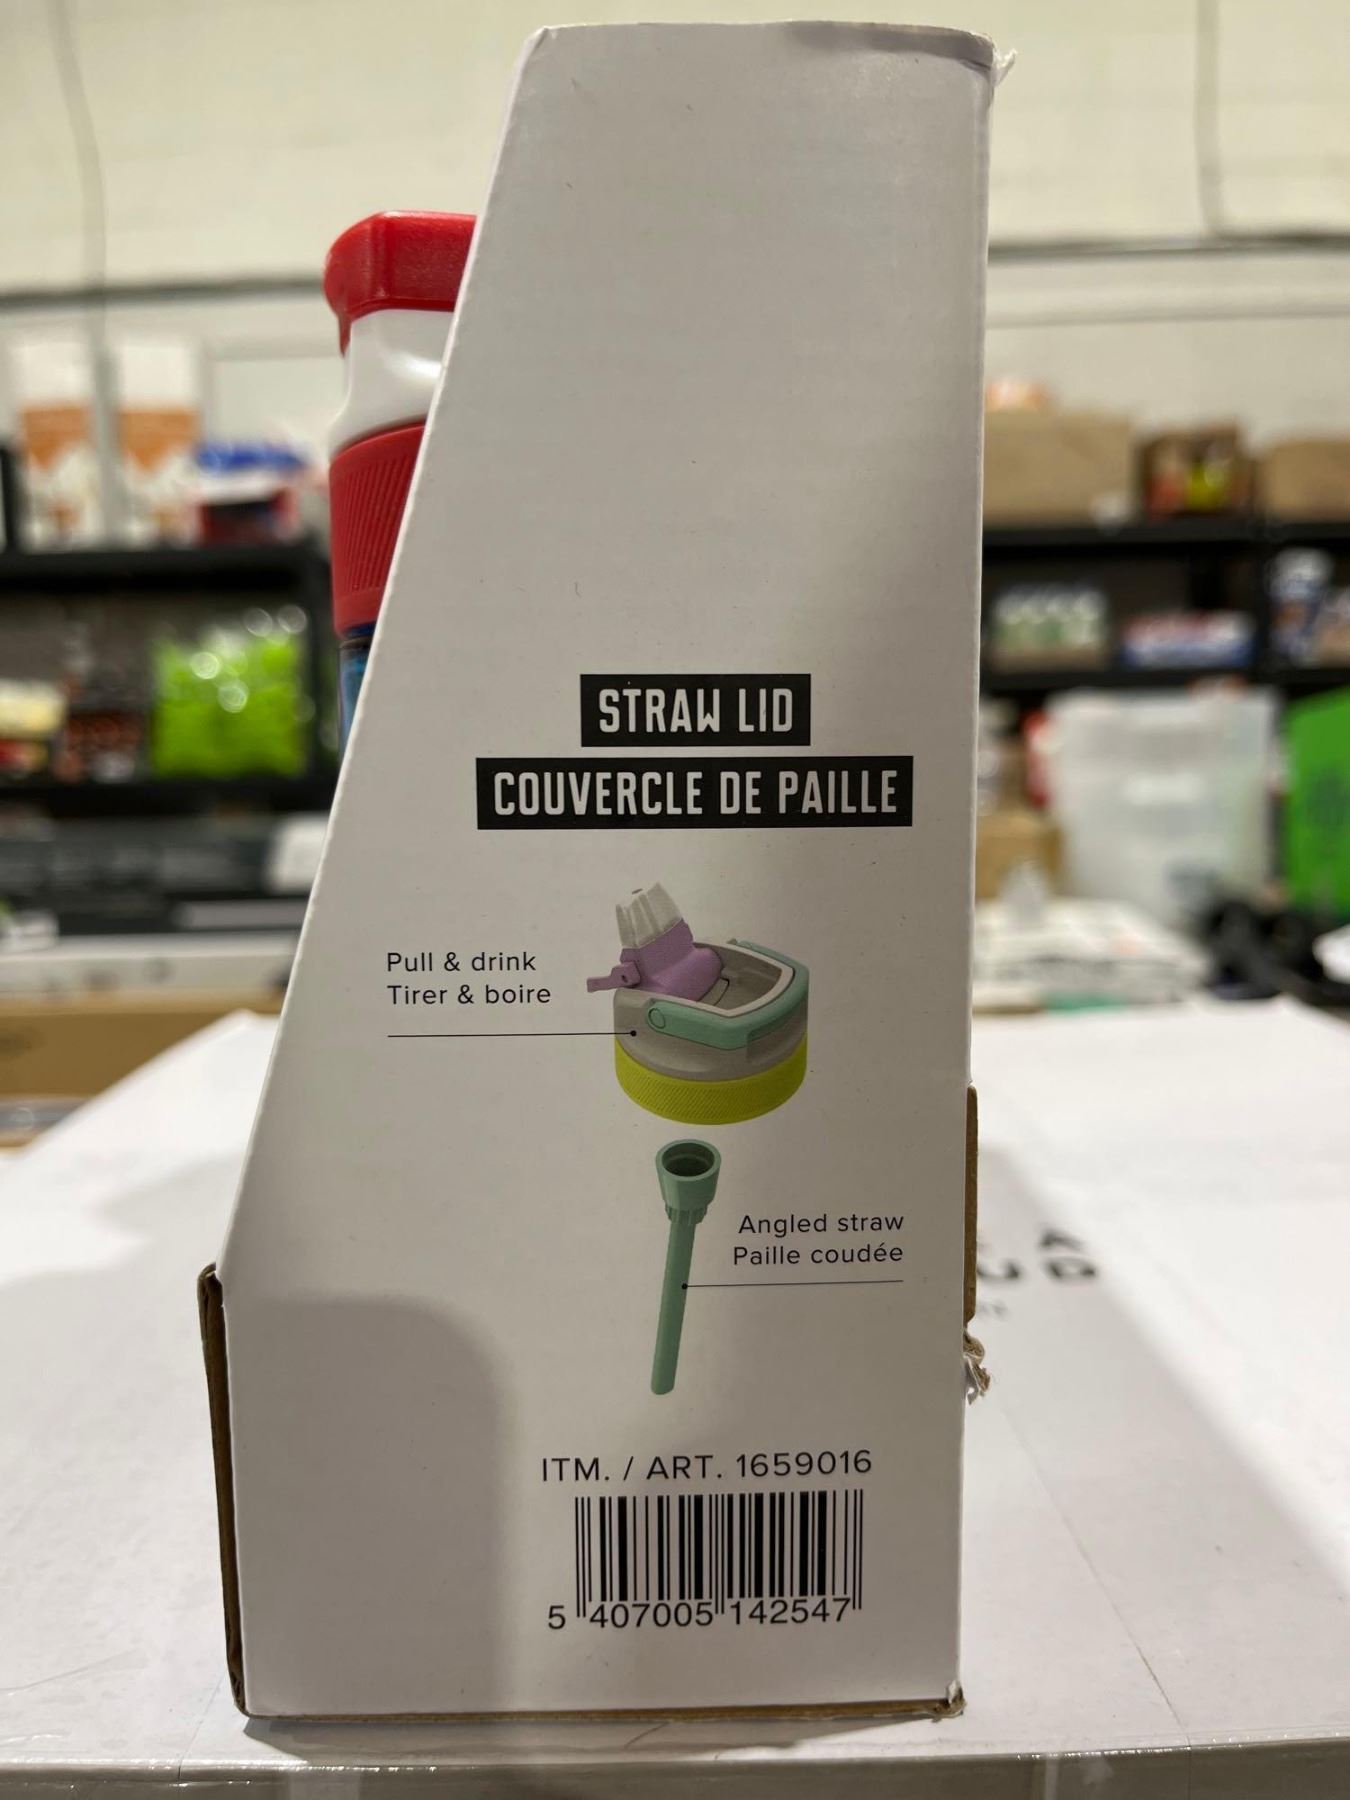 STRAW LID
COUVERCLE DE PAILLE
Pull & drink
Tirer & boire
Angled straw
Paille coudée
ITM. / ART. 1659016
5 407005 142547